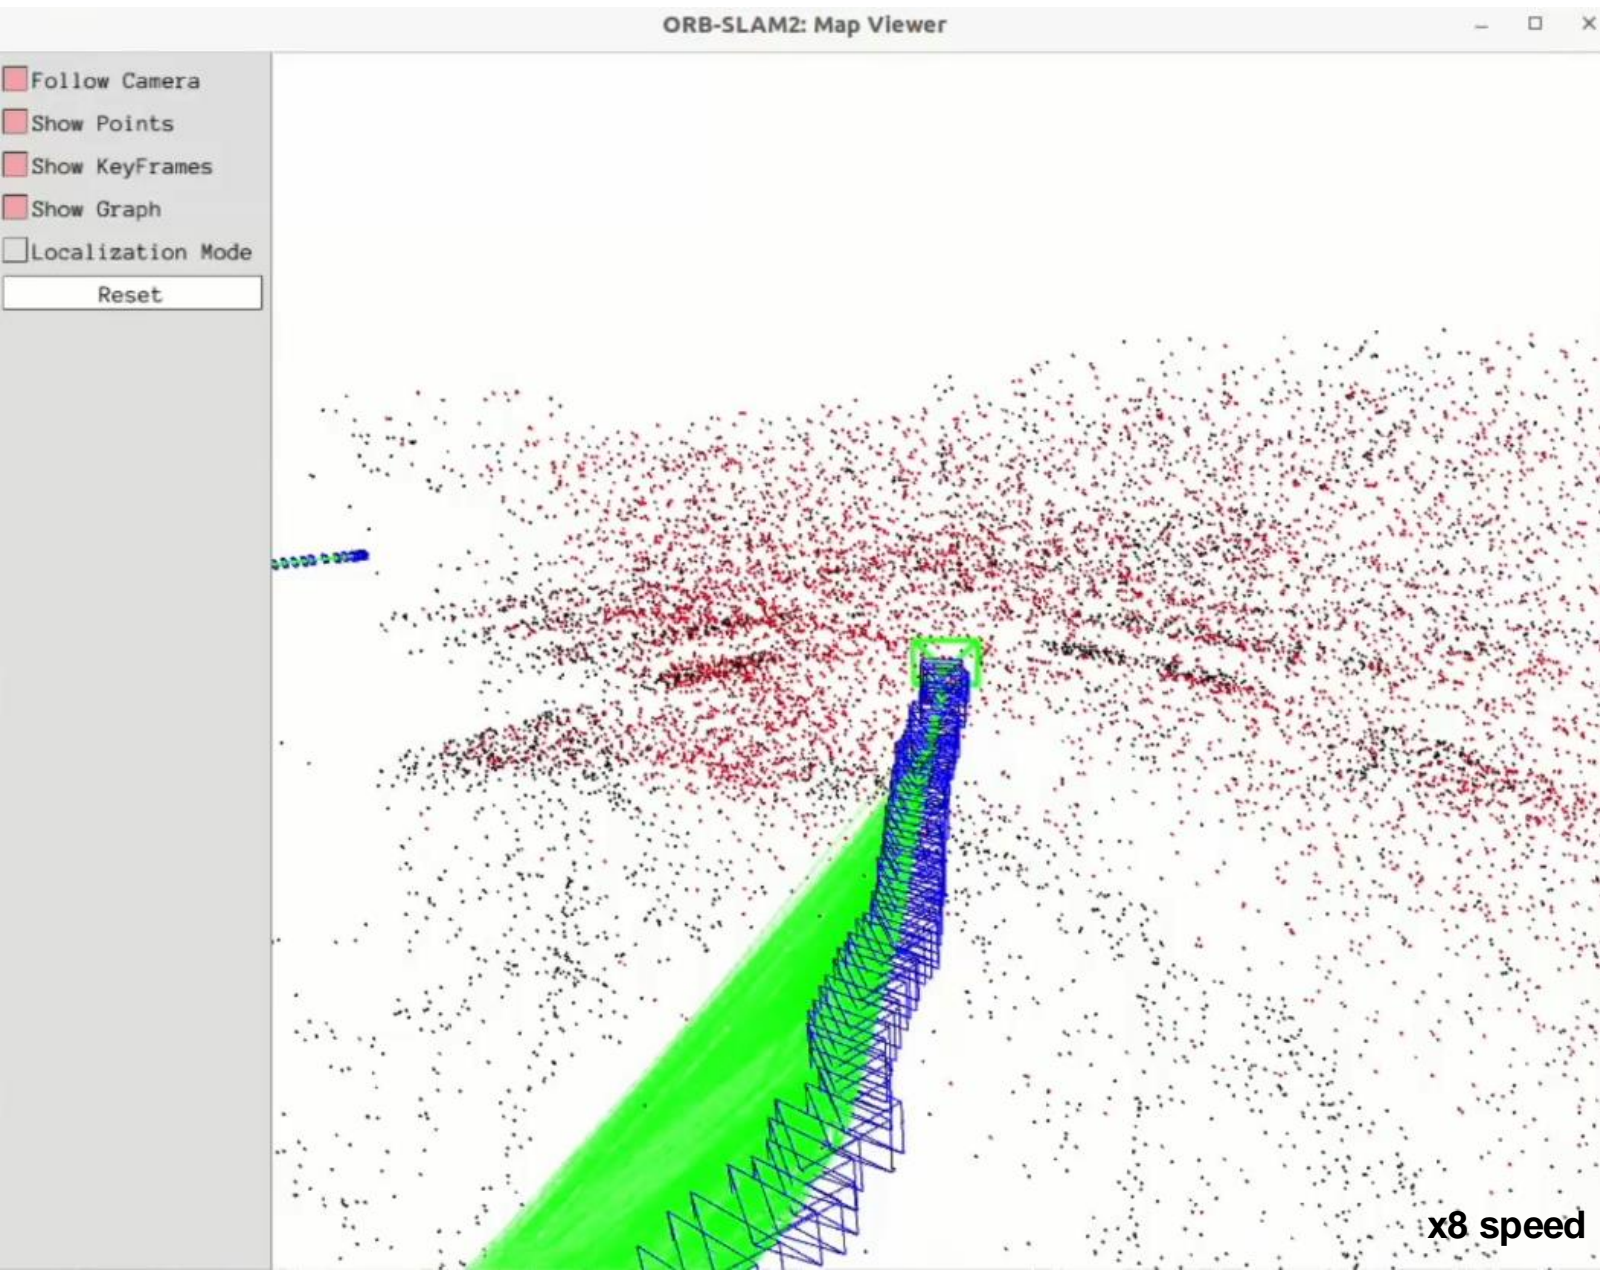 ORB-SLAM2: Map Viewer
Follow Camera
Show Points
Show KeyFrames
Show Graph
Localization Mode
Reset
x8 speed